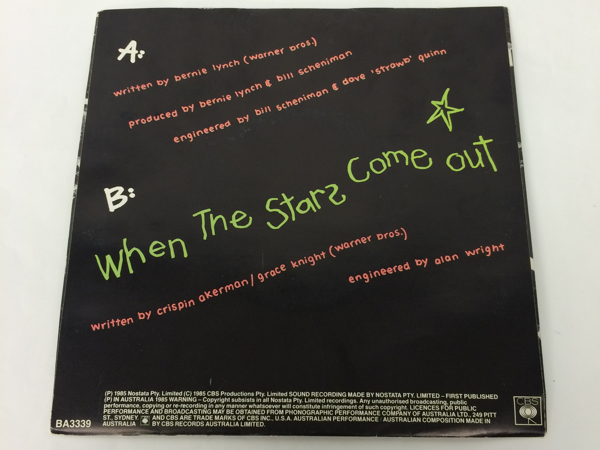 A:
written by bernie lynch (warner bros.)
produced by bernie lynch & bill scheniman
engineered by bill scheniman & dave 'strawb' quinn
B:
When The Stars Come out
written by crispin akerman/grace knight (warner bros.)
engineered by alan wright
(P) 1985 Nostata Pty. Limited (C) 1985 CBS Productions Pty. Limited SOUND RECORDING MADE BY NOSTATA PTY. LIMITED – FIRST PUBLISHED
(P) IN AUSTRALIA 1985 WARNING – Copyright subsists in all Nostata Pty. Limited recordings. Any unauthorised broadcasting, public
performance, copying or re-recording in any manner whatsoever will constitute infringement of such copyright. LICENCES FOR PUBLIC
PERFORMANCE AND BROADCASTING MAY BE OBTAINED FROM PHONOGRAPHIC PERFORMANCE COMPANY OF AUSTRALIA LTD., 249 PITT
ST., SYDNEY. AND CBS ARE TRADE MARKS OF CBS INC., U.S.A. AUSTRALIAN PERFORMANCE / AUSTRALIAN COMPOSITION MADE IN
AUSTRALIA BY CBS RECORDS AUSTRALIA LIMITED.
BA3339
CBS